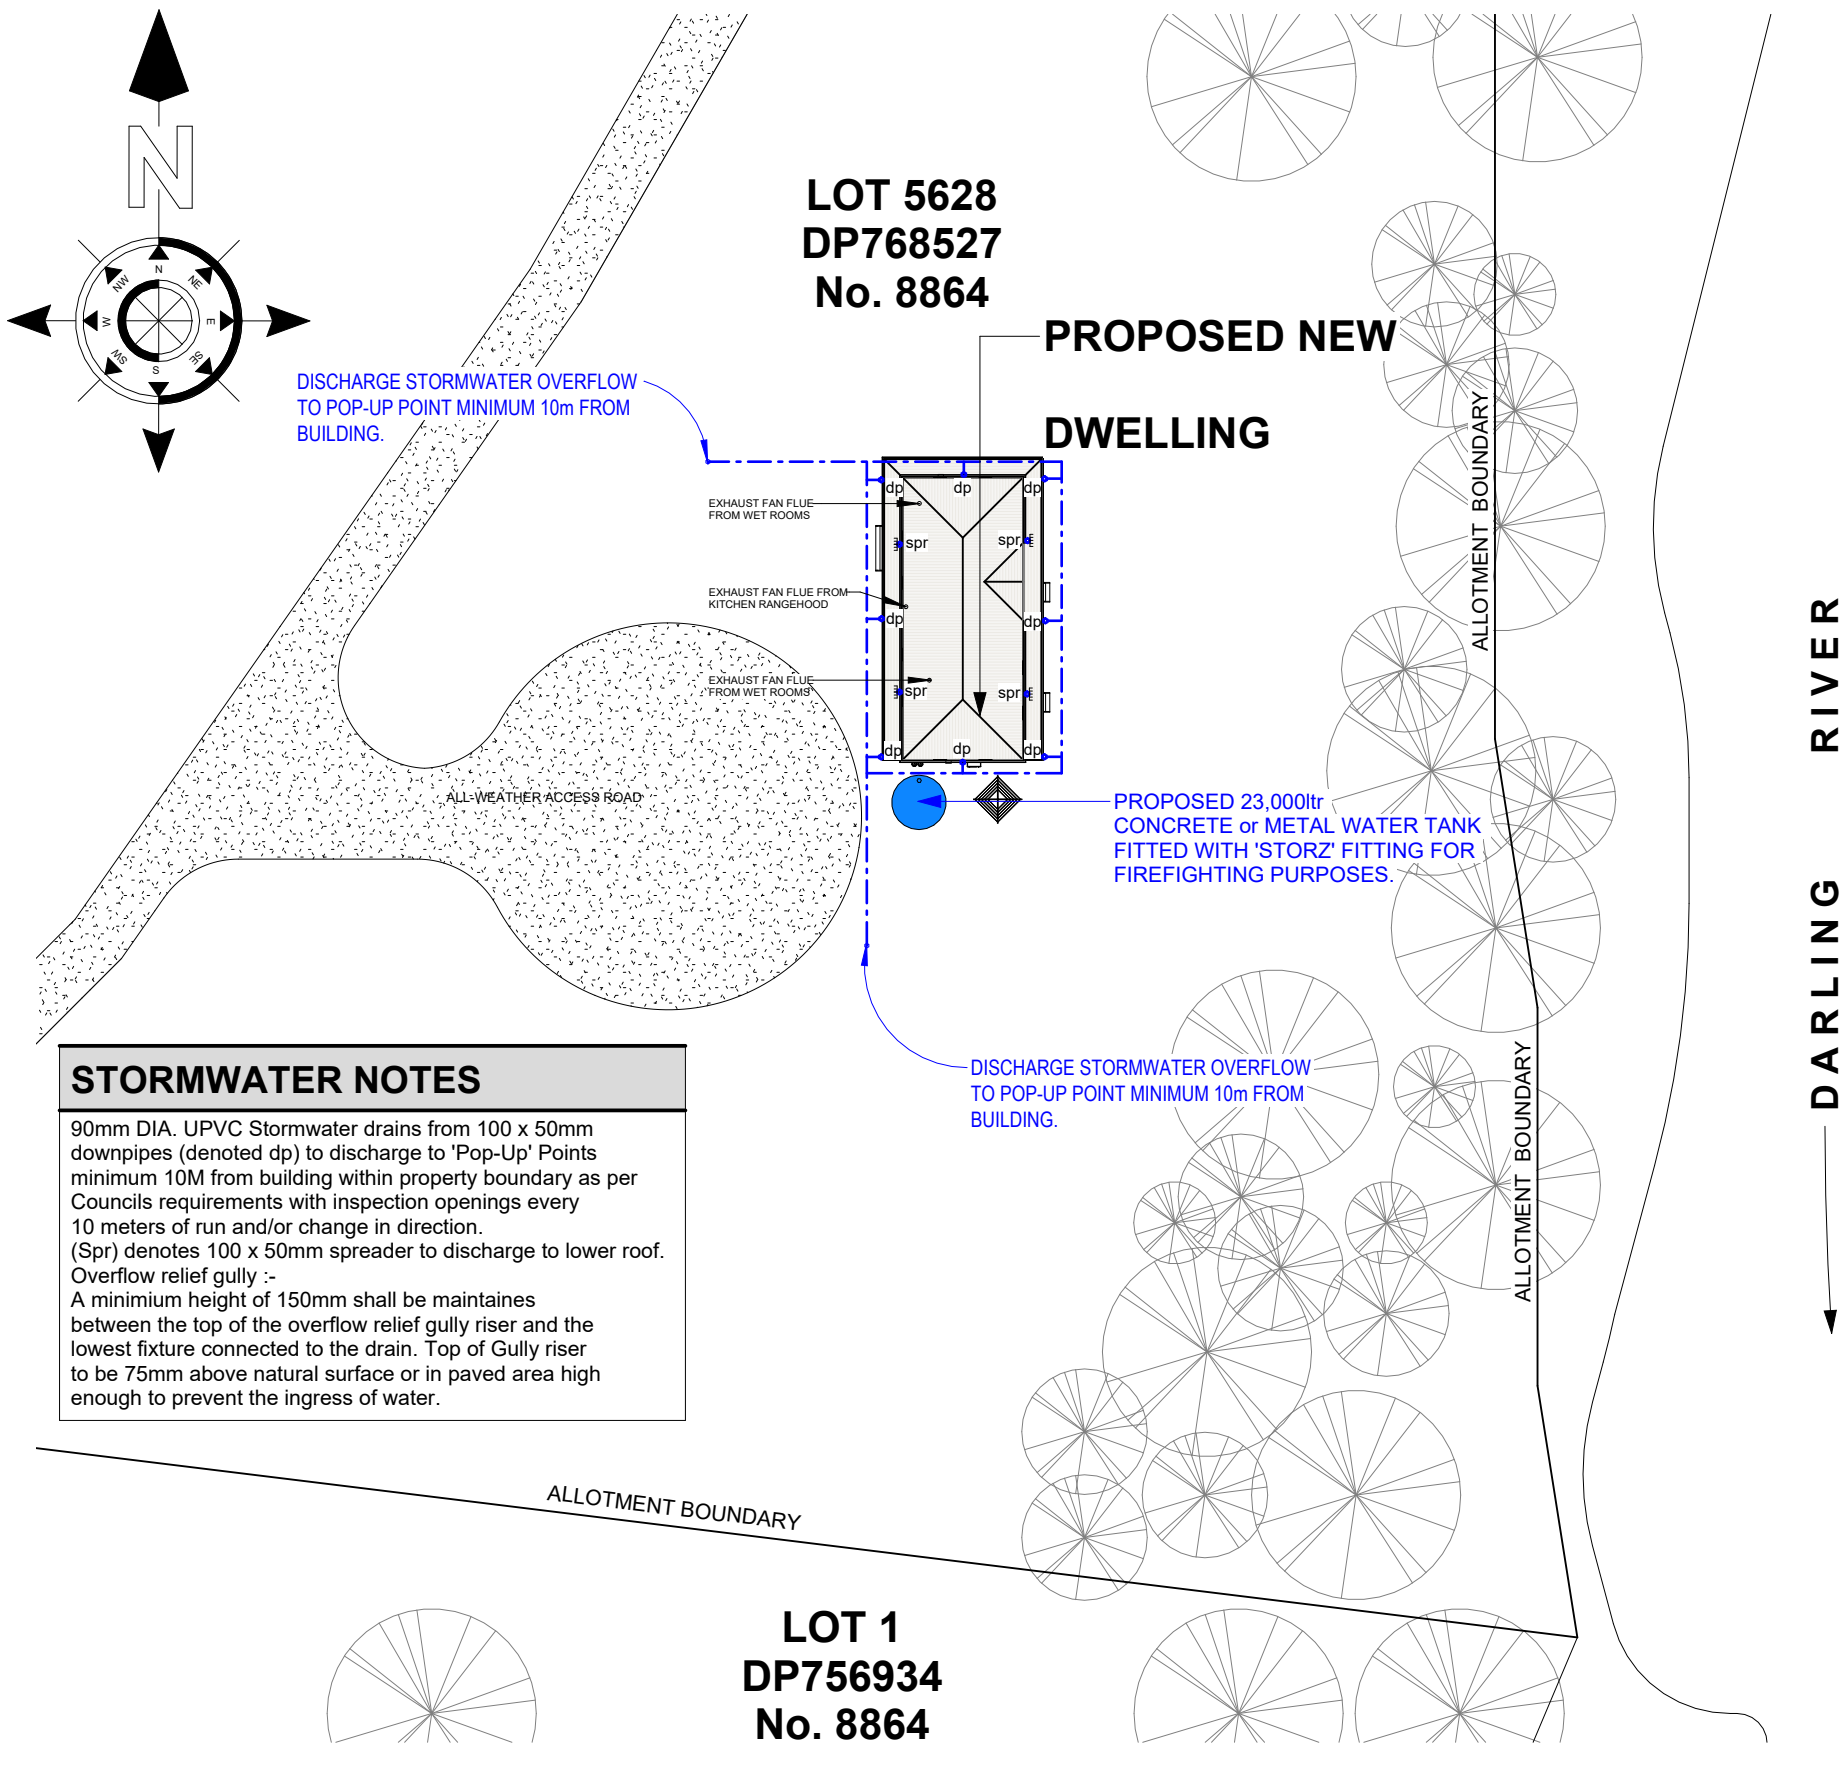 N
N
NE
E
SE
S
SW
W
NW
LOT 5628
DP768527
No. 8864
PROPOSED NEW
DWELLING
DISCHARGE STORMWATER OVERFLOW
TO POP-UP POINT MINIMUM 10m FROM
BUILDING.
EXHAUST FAN FLUE
FROM WET ROOMS
EXHAUST FAN FLUE FROM
KITCHEN RANGEHOOD
EXHAUST FAN FLUE
FROM WET ROOMS
dp
dp
dp
spr
spr
dp
dp
spr
spr
dp
dp
dp
ALL-WEATHER ACCESS ROAD
PROPOSED 23,000ltr
CONCRETE or METAL WATER TANK
FITTED WITH 'STORZ' FITTING FOR
FIREFIGHTING PURPOSES.
DISCHARGE STORMWATER OVERFLOW
TO POP-UP POINT MINIMUM 10m FROM
BUILDING.
ALLOTMENT BOUNDARY
ALLOTMENT BOUNDARY
DARLING RIVER
STORMWATER NOTES
90mm DIA. UPVC Stormwater drains from 100 x 50mm
downpipes (denoted dp) to discharge to 'Pop-Up' Points
minimum 10M from building within property boundary as per
Councils requirements with inspection openings every
10 meters of run and/or change in direction.
(Spr) denotes 100 x 50mm spreader to discharge to lower roof.
Overflow relief gully :-
A minimium height of 150mm shall be maintaines
between the top of the overflow relief gully riser and the
lowest fixture connected to the drain. Top of Gully riser
to be 75mm above natural surface or in paved area high
enough to prevent the ingress of water.
ALLOTMENT BOUNDARY
LOT 1
DP756934
No. 8864